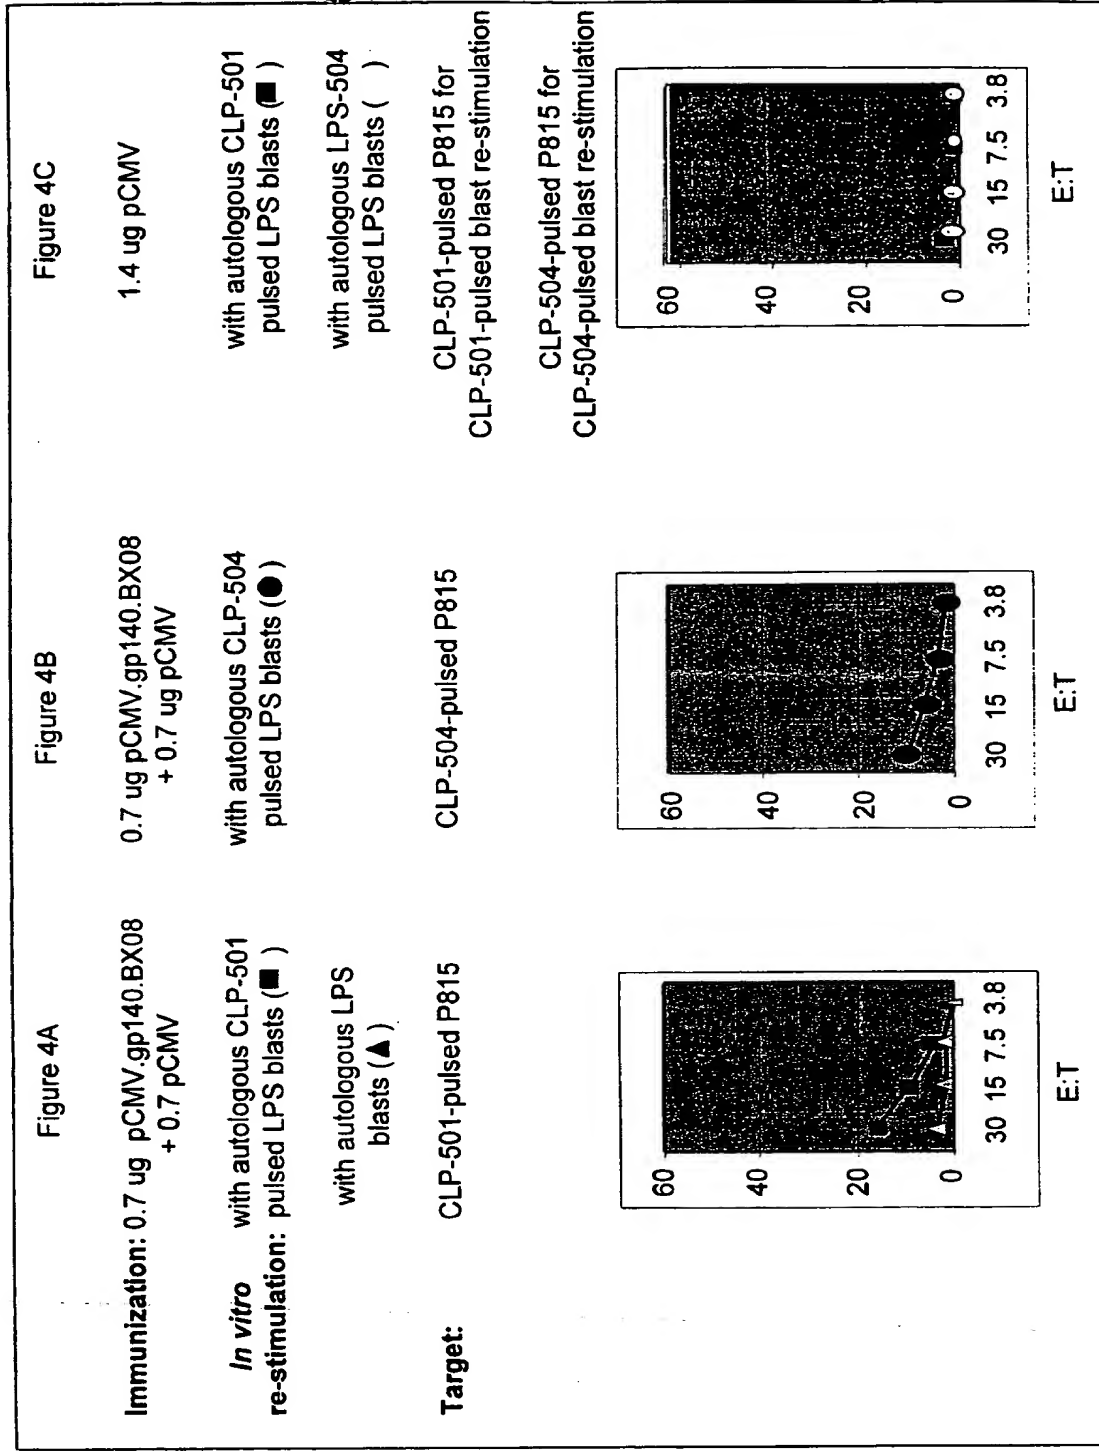 Figure 4A
Immunization: 0.7 ug pCMV.gp140.BX08
+ 0.7 pCMV
In vitro with autologous CLP-501
re-stimulation: pulsed LPS blasts (■ )
with autologous LPS
blasts (▲)
Target: CLP-501-pulsed P815
60
40
20
0
30 15 7.5 3.8
E:T
Figure 4B
0.7 ug pCMV.gp140.BX08
+ 0.7 ug pCMV
with autologous CLP-504
pulsed LPS blasts (●)
CLP-504-pulsed P815
60
40
20
0
30 15 7.5 3.8
E:T
Figure 4C
1.4 ug pCMV
with autologous CLP-501
pulsed LPS blasts (■ )
with autologous LPS-504
pulsed LPS blasts ( )
CLP-501-pulsed P815 for
CLP-501-pulsed blast re-stimulation
CLP-504-pulsed P815 for
CLP-504-pulsed blast re-stimulation
60
40
20
0
30 15 7.5 3.8
E:T